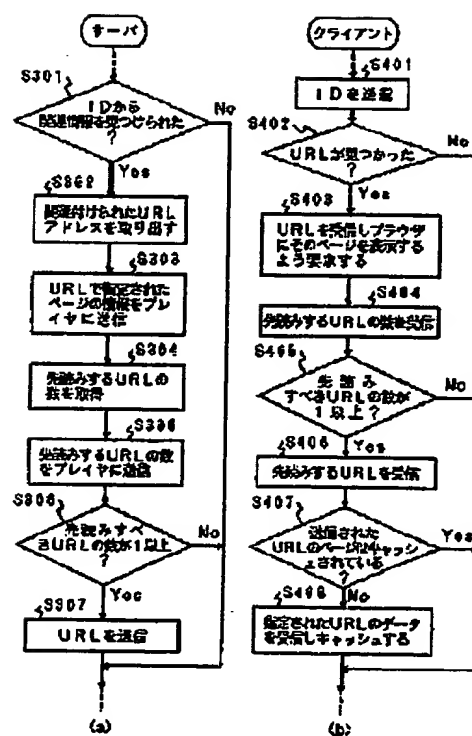 サーバ
S301
IDから
関連情報を見つけられた
?
No
Yes
S302
関連付けられたURL
アドレスを取り出す
S303
URLで指定された
ページの情報をプレイ
ヤに送信
S304
先読みするURLの
数を取得
S305
先読みするURLの数
をプレイヤに送信
S306
先読みすべ
きURLの数が1以上
?
No
Yes
S307
URLを送信
(a)
クライアント
S401
IDを送信
S402
URLが見つかった
?
No
Yes
S403
URLを受信しブラウザ
にそのページを表示する
よう要求する
S404
先読みするURLの数を受信
S405
先読み
すべきURLの数が
1以上?
No
Yes
S406
先読みするURLを受信
S407
送信された
URLのページはキャッシ
ュされている
?
Yes
No
S408
指定されたURLのデータ
を受信しキャッシュする
(b)